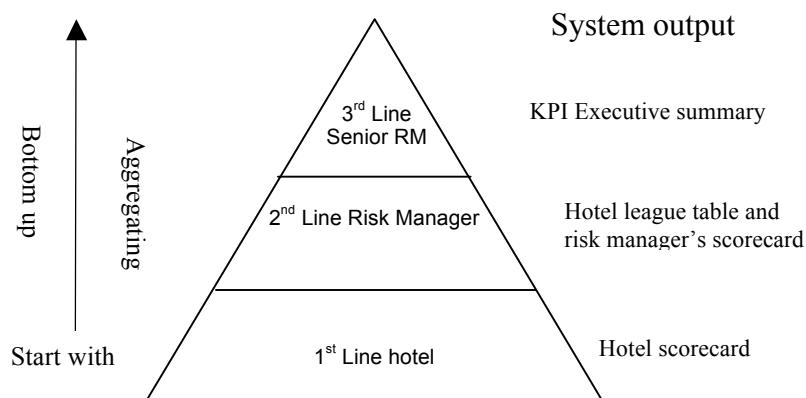 System output
3rd Line
Senior RM
KPI Executive summary
Bottom up
Aggregating
2nd Line Risk Manager
Hotel league table and
risk manager's scorecard
Start with
1st Line hotel
Hotel scorecard